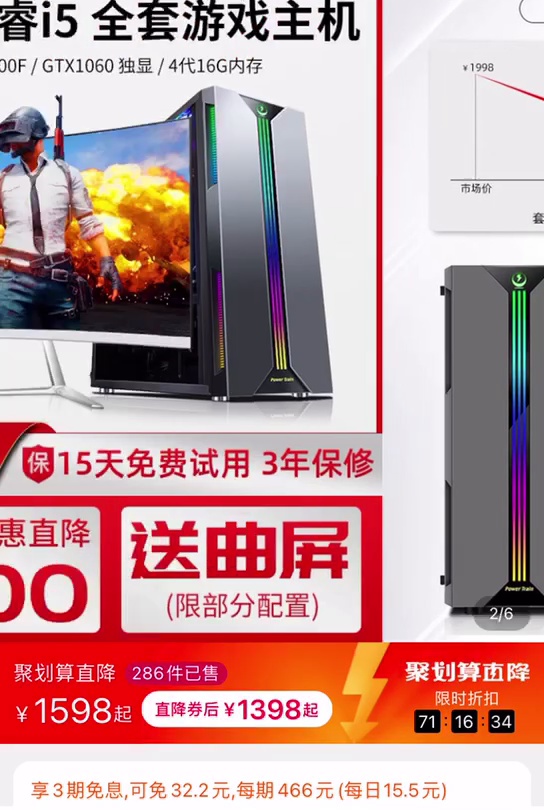 睿i5 全套游戏主机
00F / GTX1060 独显 / 4代16G内存
¥1998
市场价
套
Power Train
保 15天免费试用 3年保修
惠直降
00
送曲屏
(限部分配置)
Power Train
2/6
聚划算直降 286件已售
¥1598起 直降券后¥1398起
聚划算直降
限时折扣
71:16:34
享3期免息,可免32.2元,每期466元(每日15.5元)